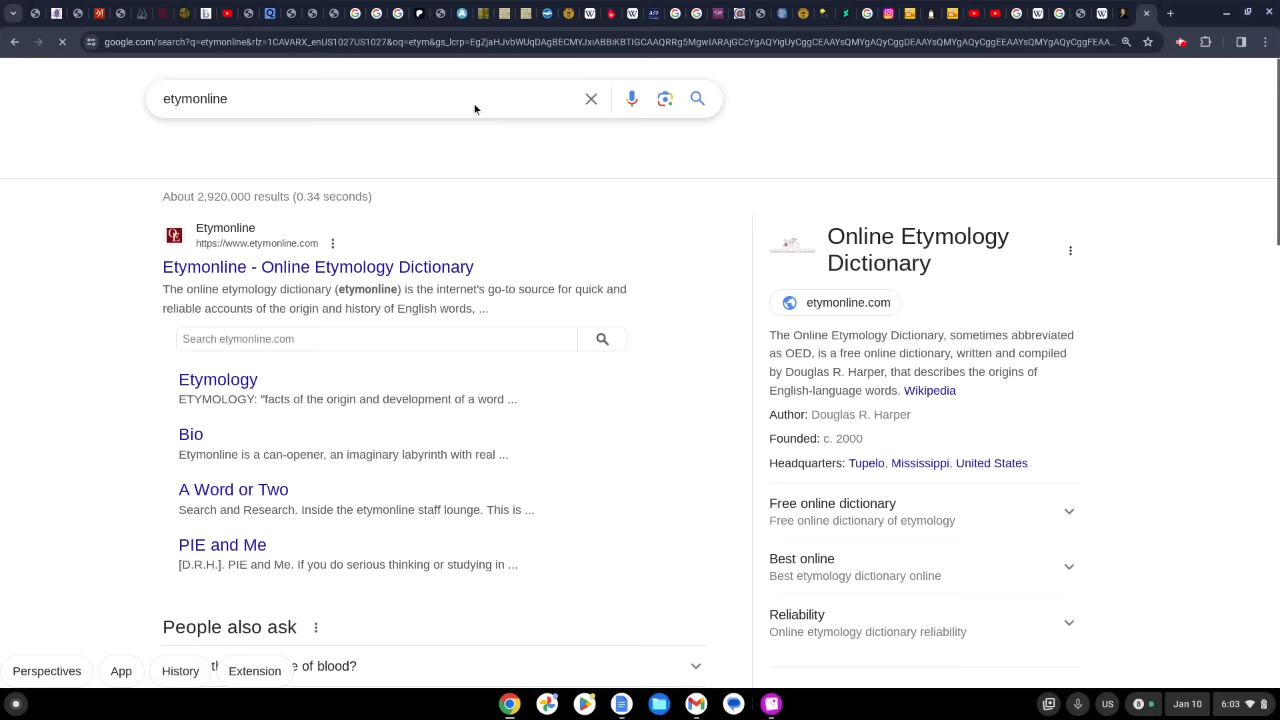 google.com/search?q=etymonline&rlz=1CAVARX_enUS1027US1027&oq=etym&gs_lcrp=EgZjaHJvbWUqDAgBECMYJxiABBiKBTIGCAAQRRg5MgwIARAjGCcYgAQYigUyCggCEAAYsQMYgAQyCggDEAAYsQMYgAQyCggEEAAYsQMYgAQyCggFEAA...
etymonline
About 2,920,000 results (0.34 seconds)
Etymonline
https://www.etymonline.com
Etymonline - Online Etymology Dictionary
The online etymology dictionary (etymonline) is the internet's go-to source for quick and
reliable accounts of the origin and history of English words, ...
Search etymonline.com
Etymology
ETYMOLOGY: "facts of the origin and development of a word ...
Bio
Etymonline is a can-opener, an imaginary labyrinth with real ...
A Word or Two
Search and Research. Inside the etymonline staff lounge. This is ...
PIE and Me
[D.R.H.]. PIE and Me. If you do serious thinking or studying in ...
People also ask
e of blood?
Perspectives
App
History
Extension
Online Etymology
Dictionary
etymonline.com
The Online Etymology Dictionary, sometimes abbreviated
as OED, is a free online dictionary, written and compiled
by Douglas R. Harper, that describes the origins of
English-language words. Wikipedia
Author: Douglas R. Harper
Founded: c. 2000
Headquarters: Tupelo, Mississippi, United States
Free online dictionary
Free online dictionary of etymology
Best online
Best etymology dictionary online
Reliability
Online etymology dictionary reliability
US
8
Jan 10
6:03